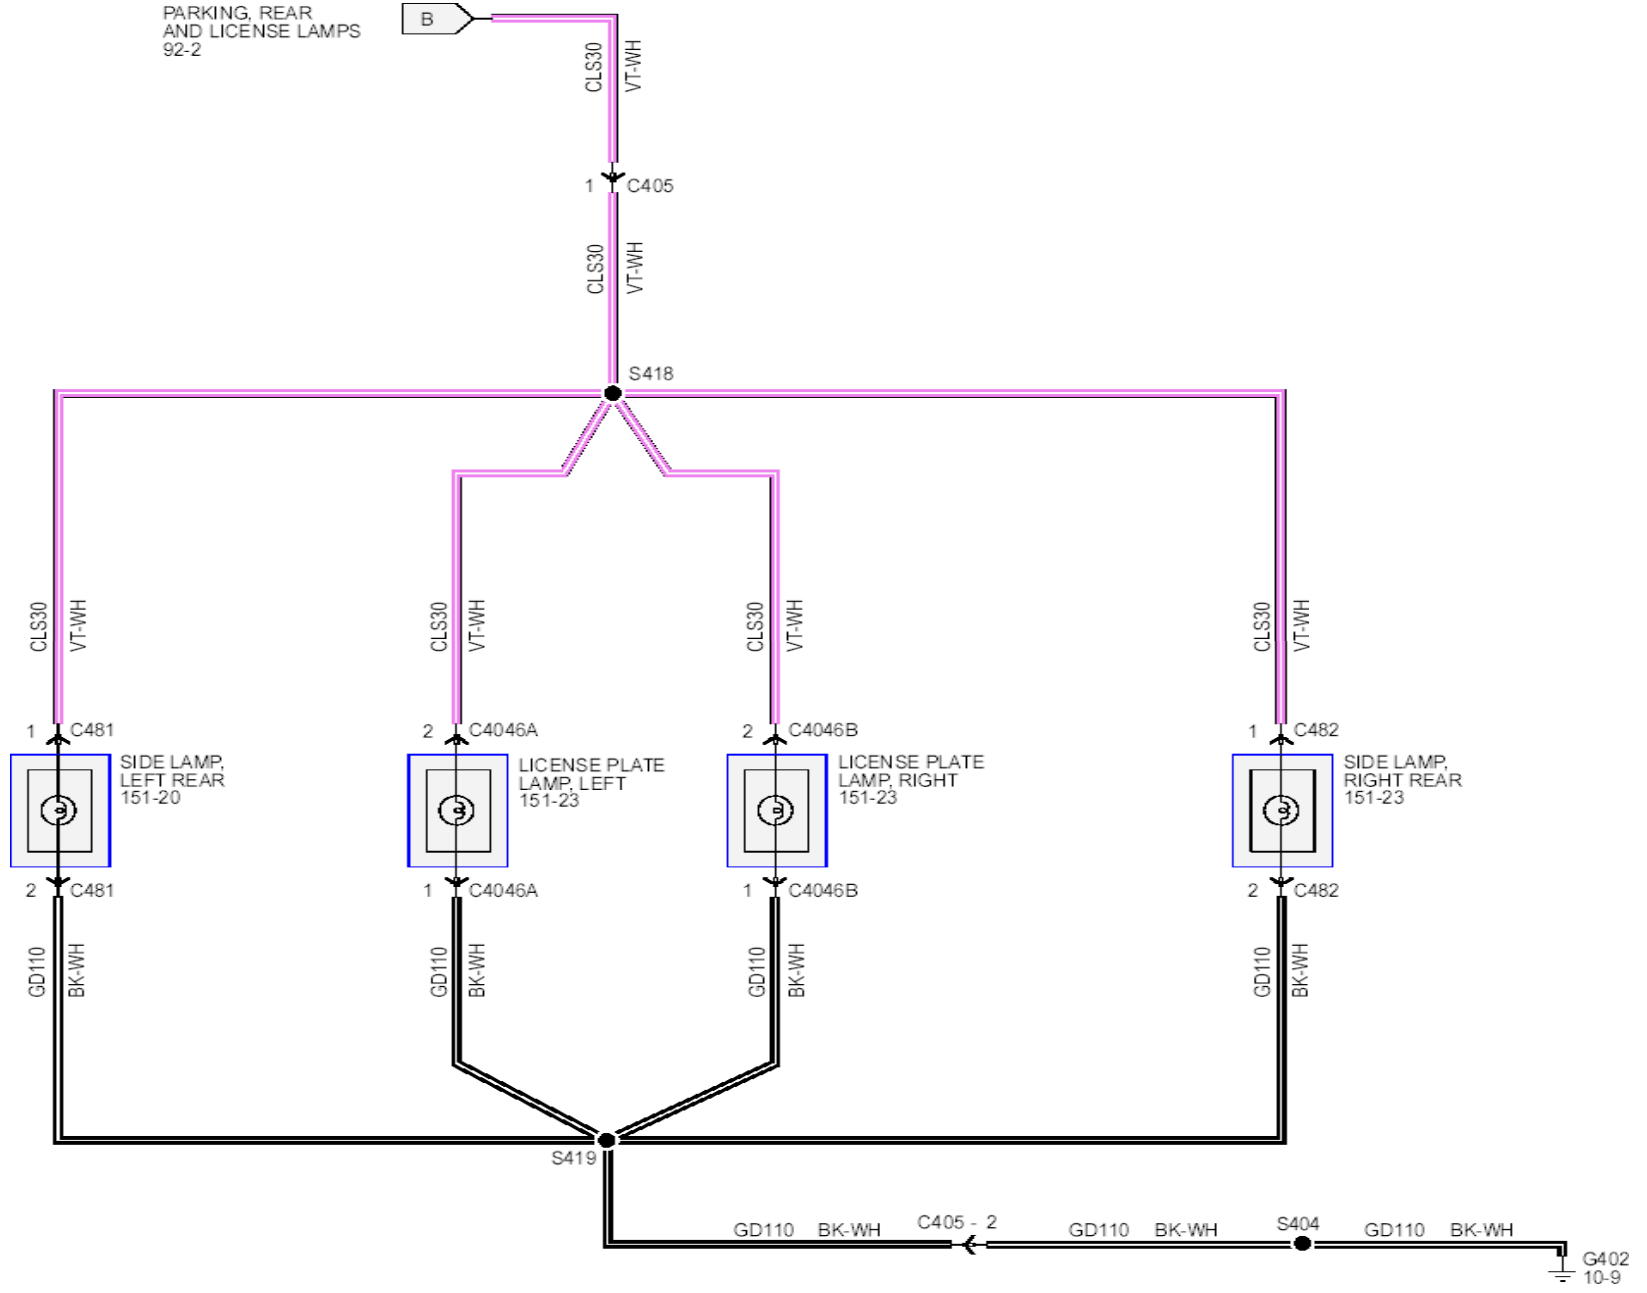 PARKING, REAR
AND LICENSE LAMPS
92-2
B
CLS30
VT-WH
1
C405
CLS30
VT-WH
S418
CLS30
VT-WH
CLS30
VT-WH
CLS30
VT-WH
CLS30
VT-WH
1
C481
2
C4046A
2
C4046B
1
C482
SIDE LAMP,
LEFT REAR
151-20
LICENSE PLATE
LAMP, LEFT
151-23
LICENSE PLATE
LAMP, RIGHT
151-23
SIDE LAMP,
RIGHT REAR
151-23
2
C481
1
C4046A
1
C4046B
2
C482
GD110
BK-WH
GD110
BK-WH
GD110
BK-WH
GD110
BK-WH
S419
GD110
BK-WH
C405 - 2
GD110
BK-WH
S404
GD110
BK-WH
G402
10-9